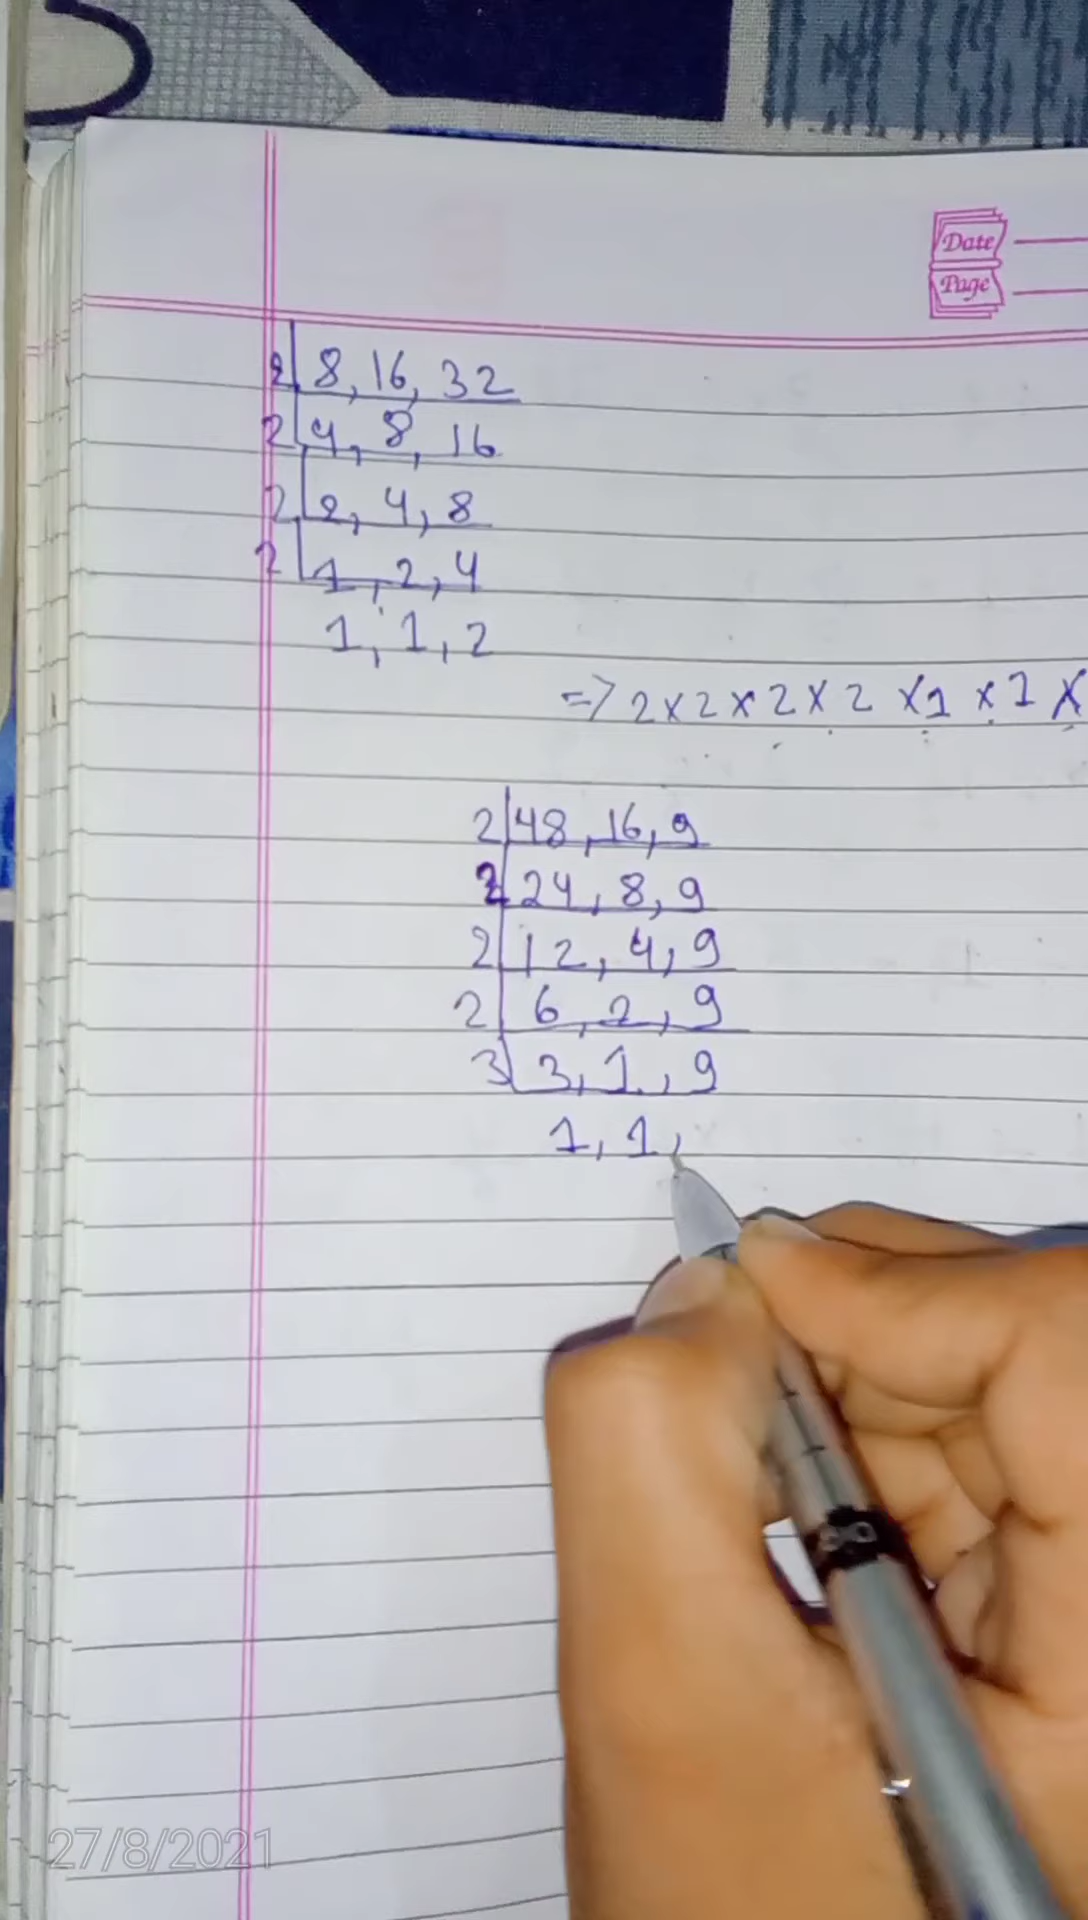 Date
Page
2 8, 16, 32
2 4, 8, 16
2 2, 4, 8
2 1, 2, 4
1, 1, 2
=> 2 x 2 x 2 x 2 x 1 x 1 x
2 48, 16, 9
2 24, 8, 9
2 12, 4, 9
2 6, 2, 9
3 3, 1, 9
1, 1,
27/8/2021